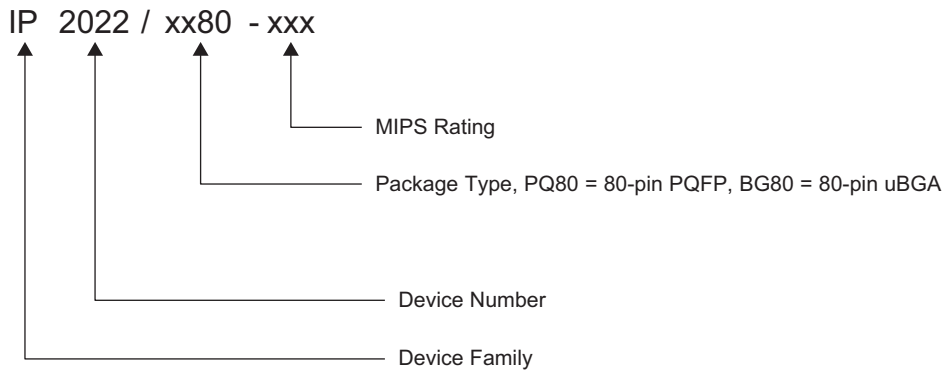 IP 2022 / xx80 - xxx
MIPS Rating
Package Type, PQ80 = 80-pin PQFP, BG80 = 80-pin uBGA
Device Number
Device Family